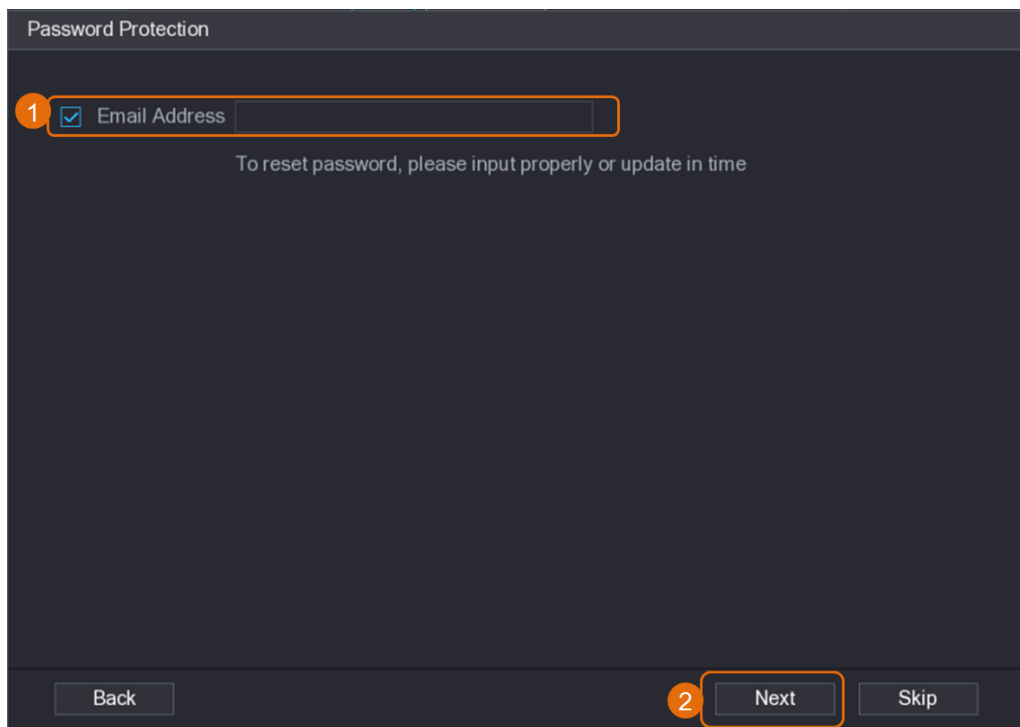 Password Protection
1 Email Address
To reset password, please input properly or update in time
Back 2 Next Skip